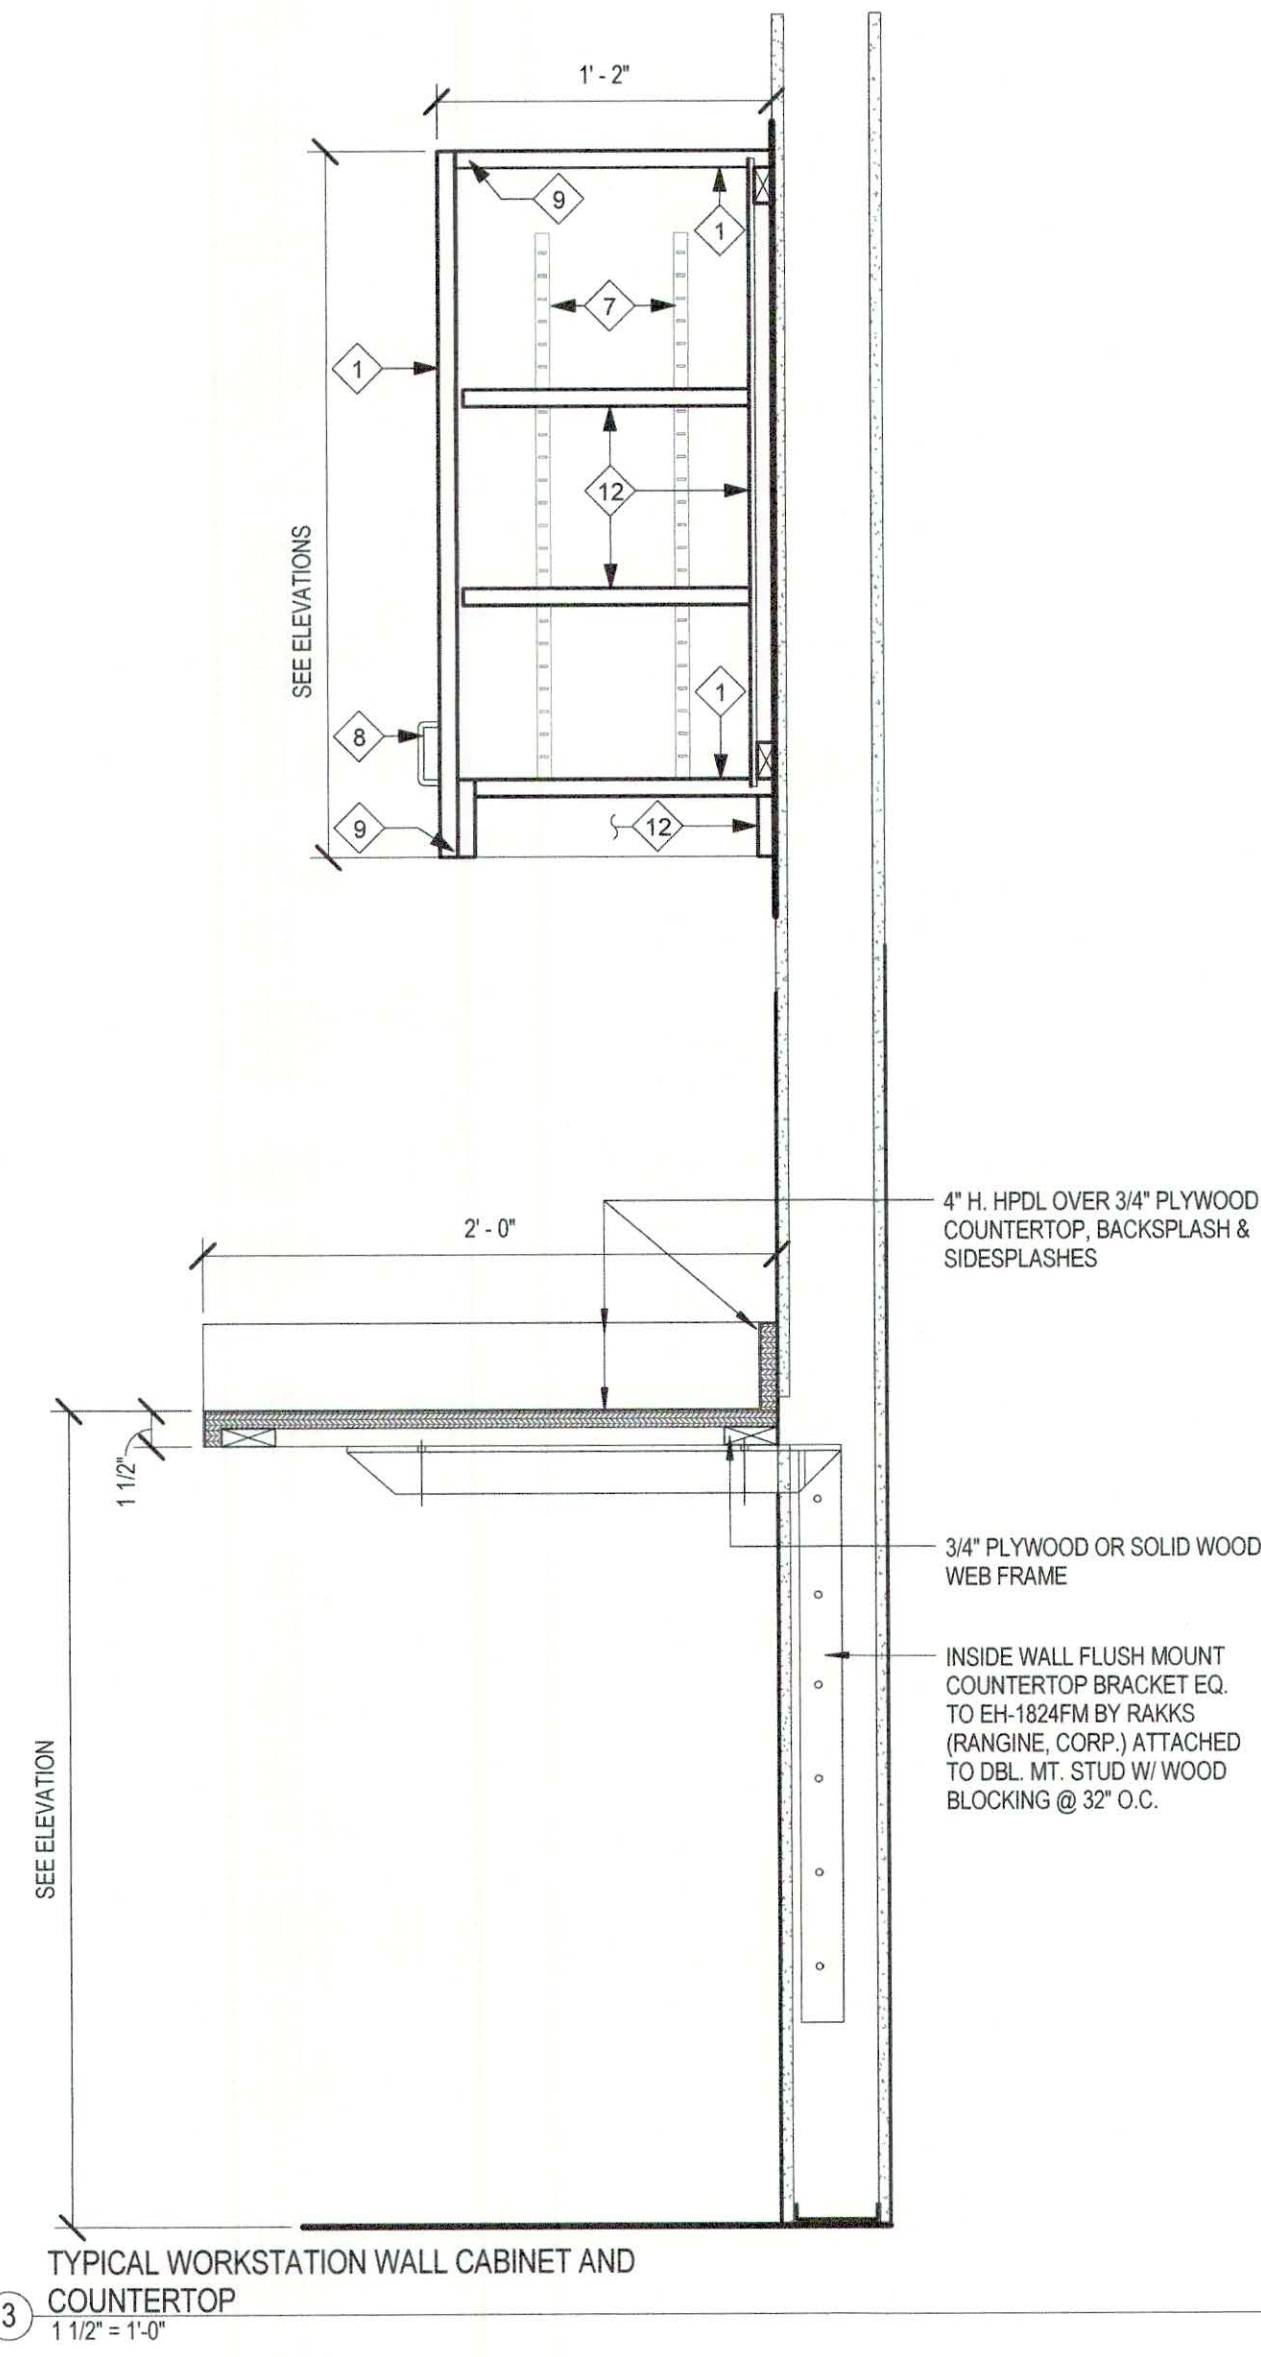 1' - 2"
9
1
7
1
12
SEE ELEVATIONS
1
8
9
12
4" H. HPDL OVER 3/4" PLYWOOD
COUNTERTOP, BACKSPLASH &
SIDESPLASHES
2' - 0"
1 1/2"
3/4" PLYWOOD OR SOLID WOOD
WEB FRAME
INSIDE WALL FLUSH MOUNT
COUNTERTOP BRACKET EQ.
TO EH-1824FM BY RAKKS
(RANGINE, CORP.) ATTACHED
TO DBL. MT. STUD W/ WOOD
BLOCKING @ 32" O.C.
SEE ELEVATION
TYPICAL WORKSTATION WALL CABINET AND
COUNTERTOP
3
1 1/2" = 1'-0"